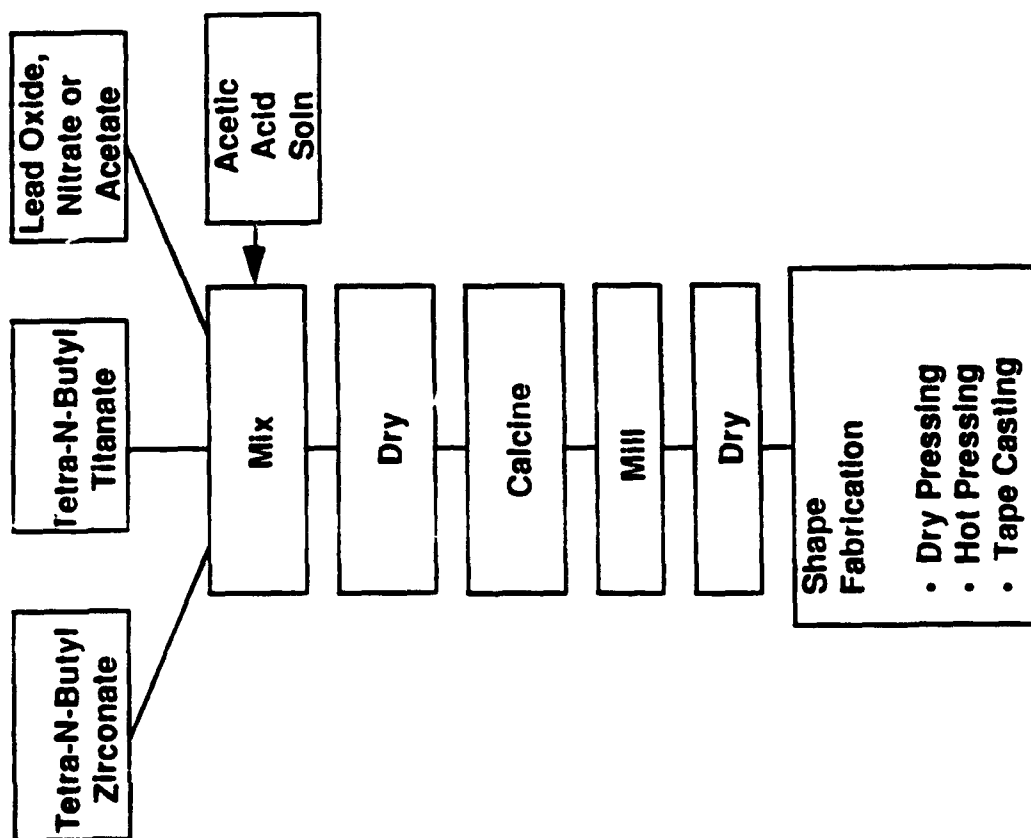 Tetra-N-Butyl
Zirconate
Tetra-N-Butyl
Titanate
Lead Oxide,
Nitrate or
Acetate
Mix
Acetic
Acid
Soln
Dry
Calcine
Mill
Dry
Shape
Fabrication
• Dry Pressing
• Hot Pressing
• Tape Casting